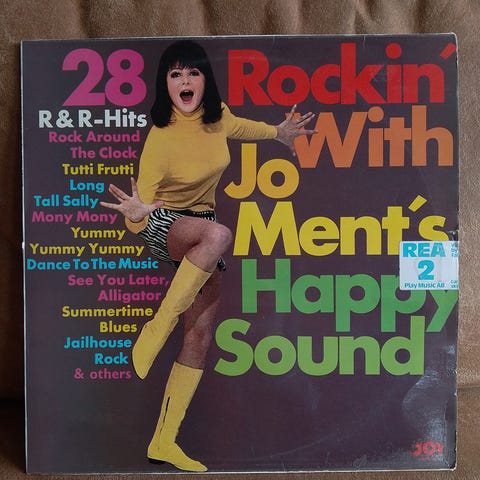 28
R & R-Hits
Rock Around
The Clock
Tutti Frutti
Long
Tall Sally
Mony Mony
Yummy
Yummy Yummy
Dance To The Music
See You Later,
Alligator
Summertime
Blues
Jailhouse
Rock
& others
Rockin'
With
Jo
Ment's
Happy
Sound
REA
2
Play Music All
JOY